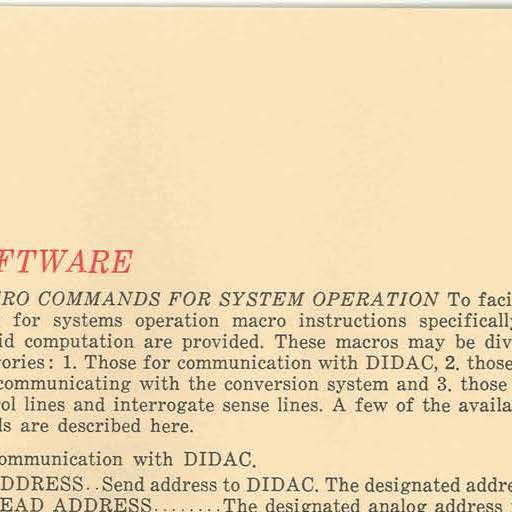 FTWARE
RO COMMANDS FOR SYSTEM OPERATION To faci
for systems operation macro instructions specifically
id computation are provided. These macros may be div
ories: 1. Those for communication with DIDAC, 2. those
communicating with the conversion system and 3. those
ol lines and interrogate sense lines. A few of the availa
ls are described here.
ommunication with DIDAC.
DDRESS..Send address to DIDAC. The designated addre
EAD ADDRESS........The designated analog address